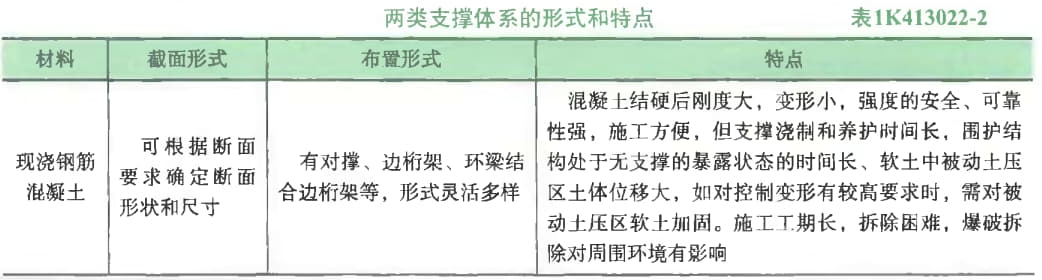 两类支撑体系的形式和特点 表1K413022-2
材料 截面形式 布置形式 特点
现浇钢筋
混凝土
可根据断面
要求确定断面
形状和尺寸
有对撑、边桁架、环梁结
合边桁架等，形式灵活多样
混凝土结硬后刚度大，变形小，强度的安全、可靠
性强，施工方便，但支撑浇制和养护时间长，围护结
构处于无支撑的暴露状态的时间长、软土中被动土压
区土体位移大，如对控制变形有较高要求时，需对被
动土压区软土加固。施工工期长，拆除困难，爆破拆
除对周围环境有影响